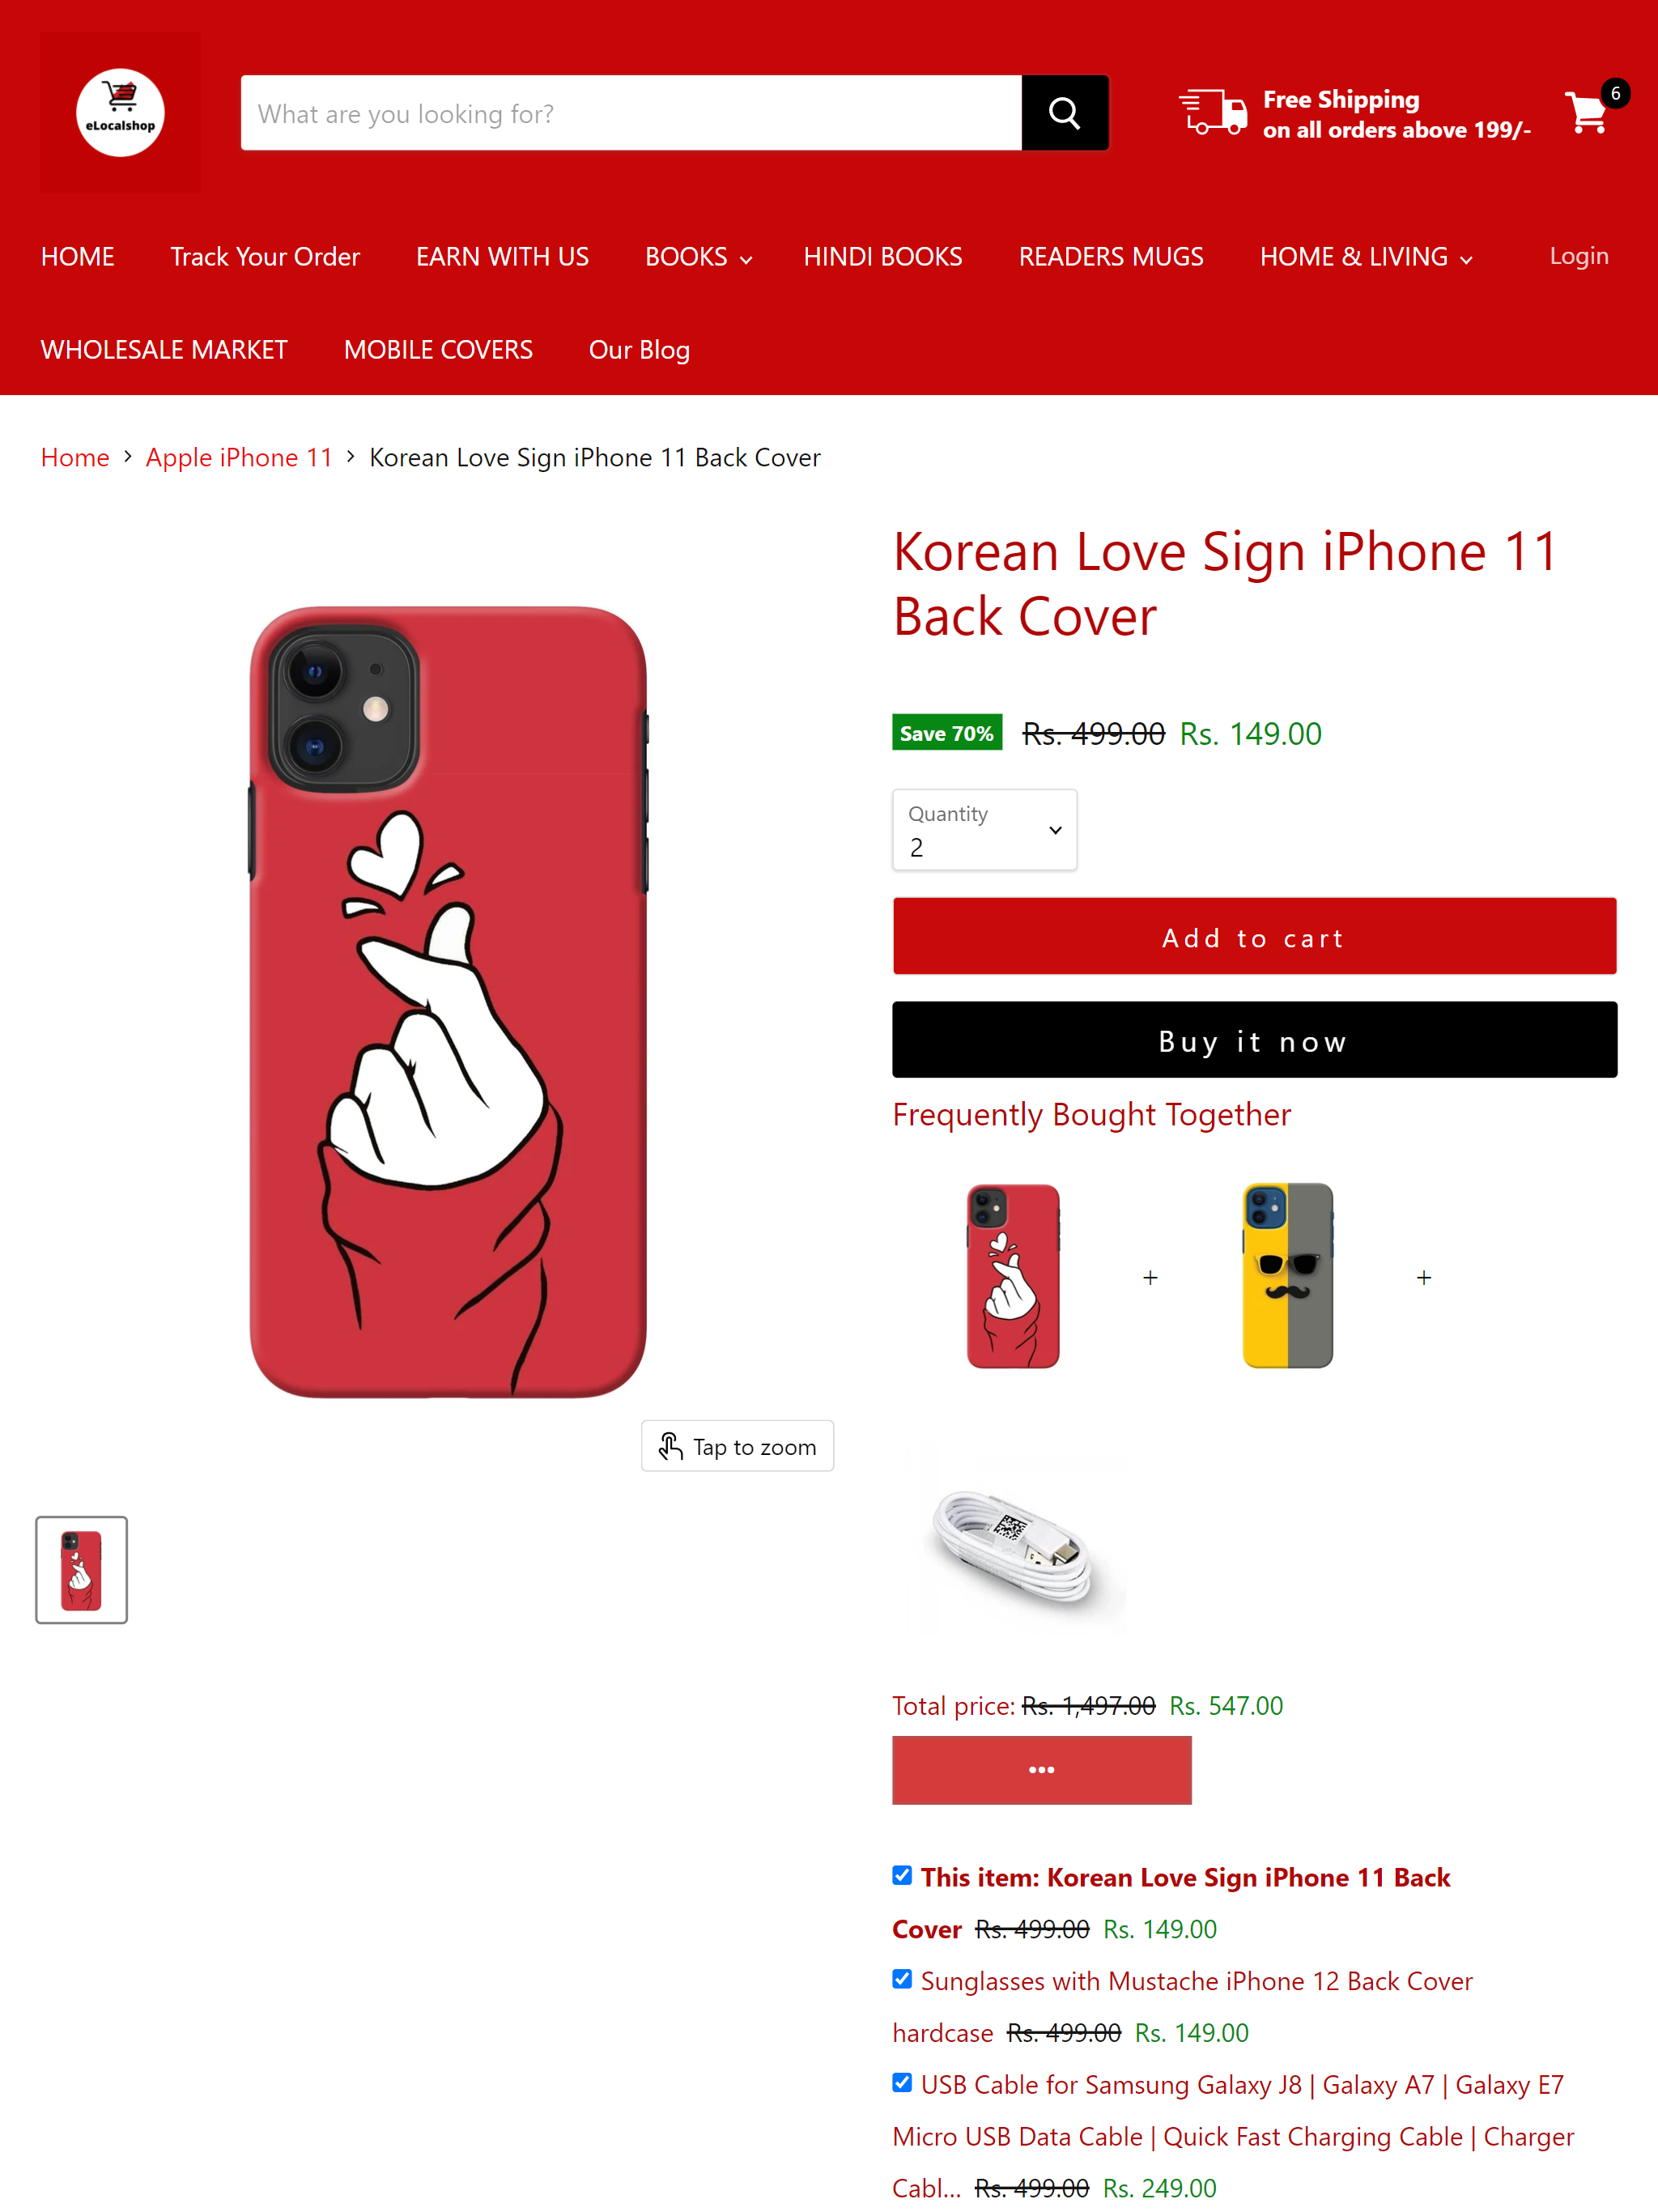 eLocalshop
What are you looking for?
Free Shipping
on all orders above 199/-
6
HOME Track Your Order EARN WITH US BOOKS HINDI BOOKS READERS MUGS HOME & LIVING Login
WHOLESALE MARKET MOBILE COVERS Our Blog
Home > Apple iPhone 11 > Korean Love Sign iPhone 11 Back Cover
Korean Love Sign iPhone 11
Back Cover
Save 70% Rs. 499.00 Rs. 149.00
Quantity
2
Add to cart
Buy it now
Frequently Bought Together
+ +
Tap to zoom
Total price: Rs. 1,497.00 Rs. 547.00
•••
This item: Korean Love Sign iPhone 11 Back
Cover Rs. 499.00 Rs. 149.00
Sunglasses with Mustache iPhone 12 Back Cover
hardcase Rs. 499.00 Rs. 149.00
USB Cable for Samsung Galaxy J8 | Galaxy A7 | Galaxy E7
Micro USB Data Cable | Quick Fast Charging Cable | Charger
Cabl... Rs. 499.00 Rs. 249.00